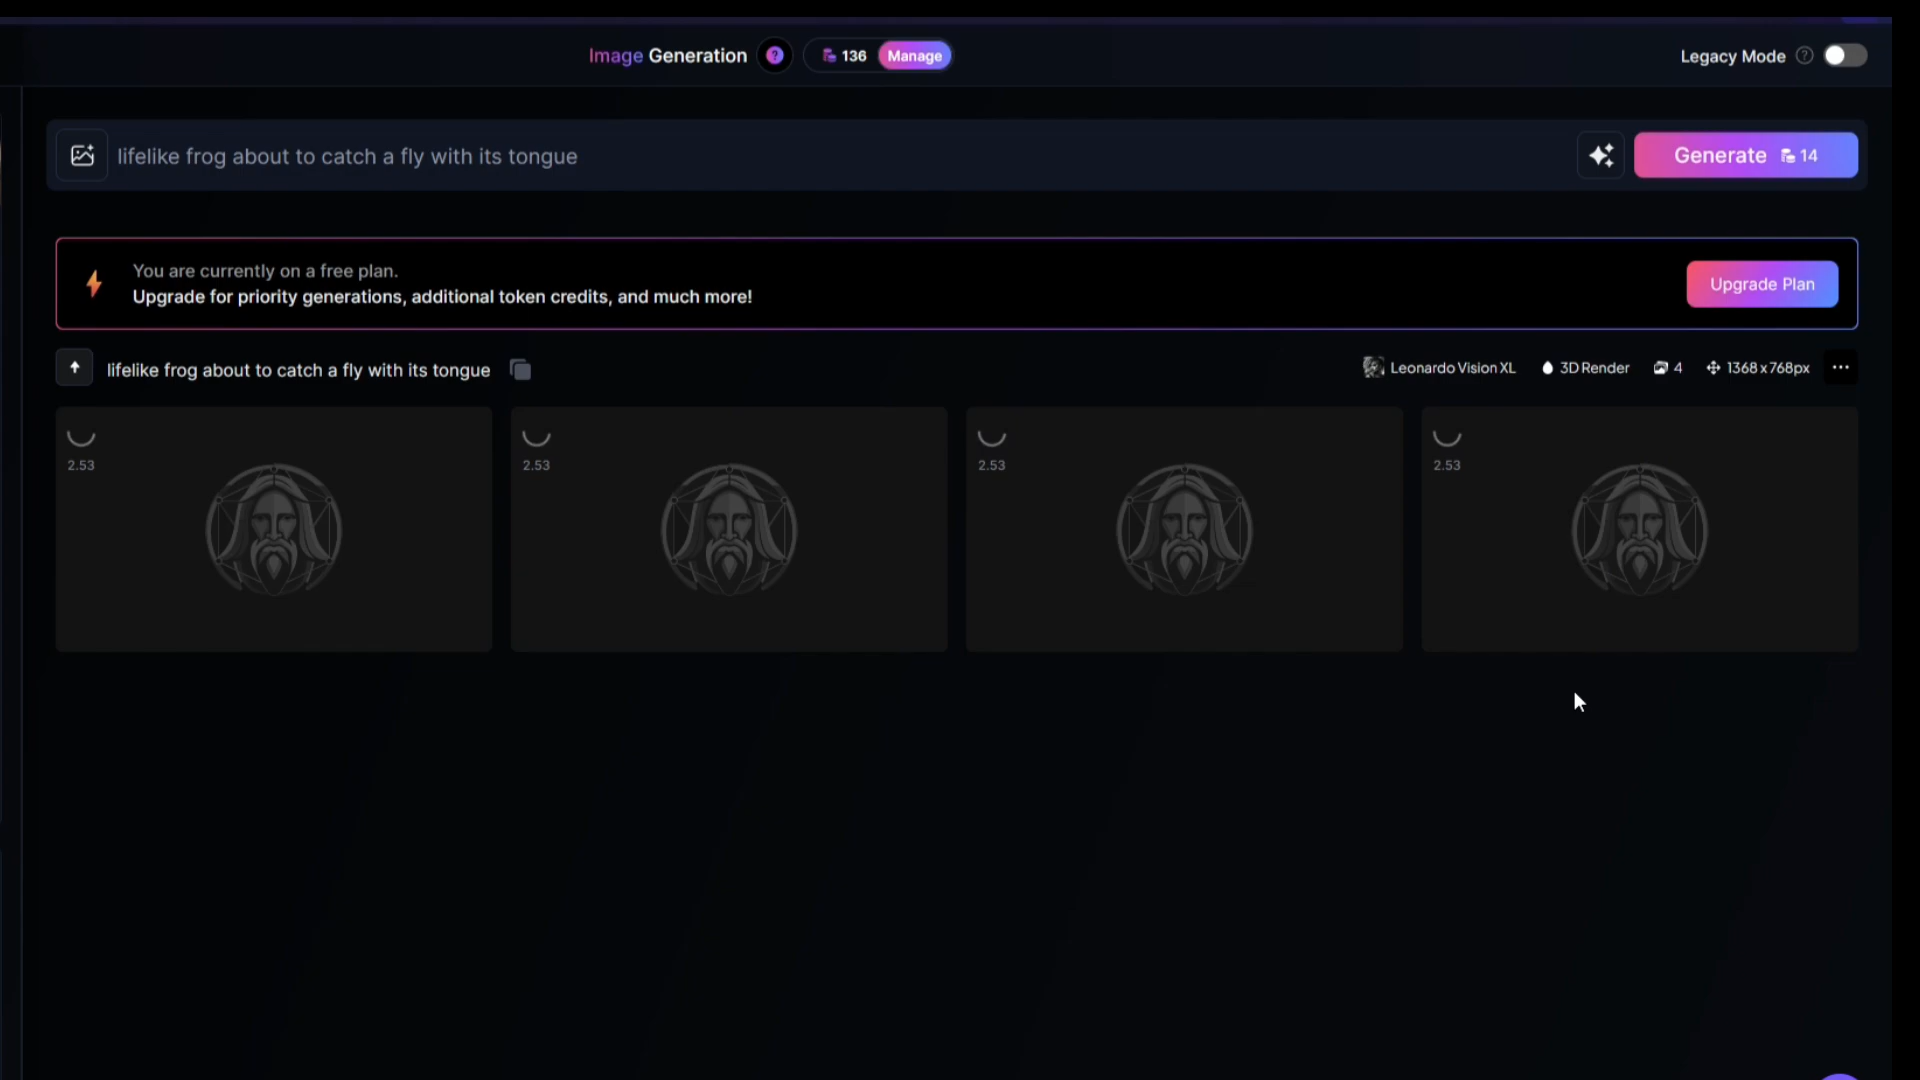 Image Generation
136
Manage
Legacy Mode
lifelike frog about to catch a fly with its tongue
Generate 14
You are currently on a free plan.
Upgrade for priority generations, additional token credits, and much more!
Upgrade Plan
lifelike frog about to catch a fly with its tongue
Leonardo Vision XL
3D Render
4
1368 x 768px
2.53
2.53
2.53
2.53